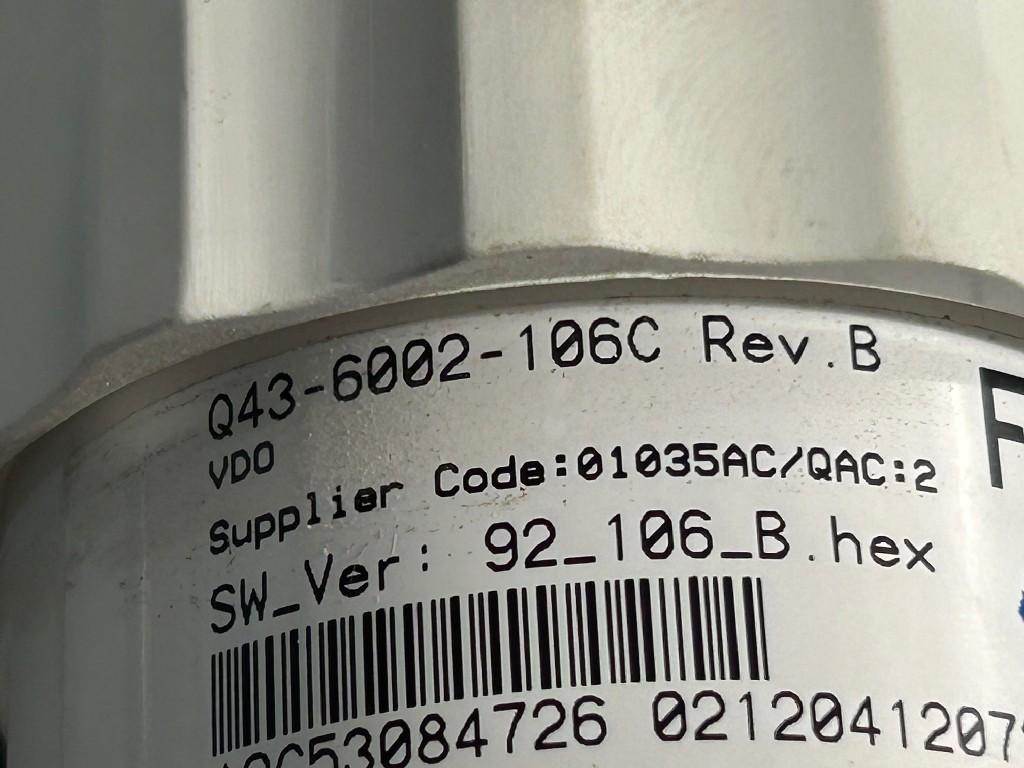 Q43-6002-106C Rev.B
VDO
Supplier Code:01035AC/QAC:2
SW_Ver: 92_106_B.hex